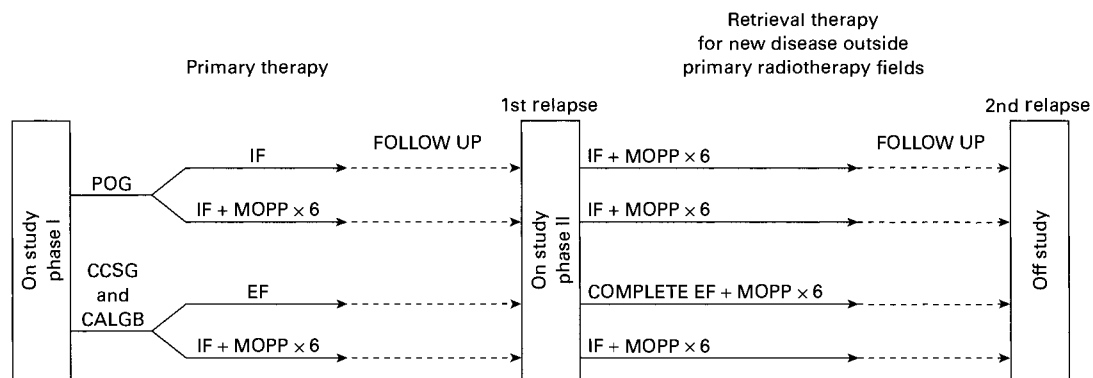 Primary therapy
Retrieval therapy
for new disease outside
primary radiotherapy fields
1st relapse
2nd relapse
On study
phase I
POG
IF
FOLLOW UP
IF + MOPP × 6
CCSG
and
CALGB
EF
IF + MOPP × 6
On study
phase II
IF + MOPP × 6
FOLLOW UP
IF + MOPP × 6
COMPLETE EF + MOPP × 6
IF + MOPP × 6
Off study